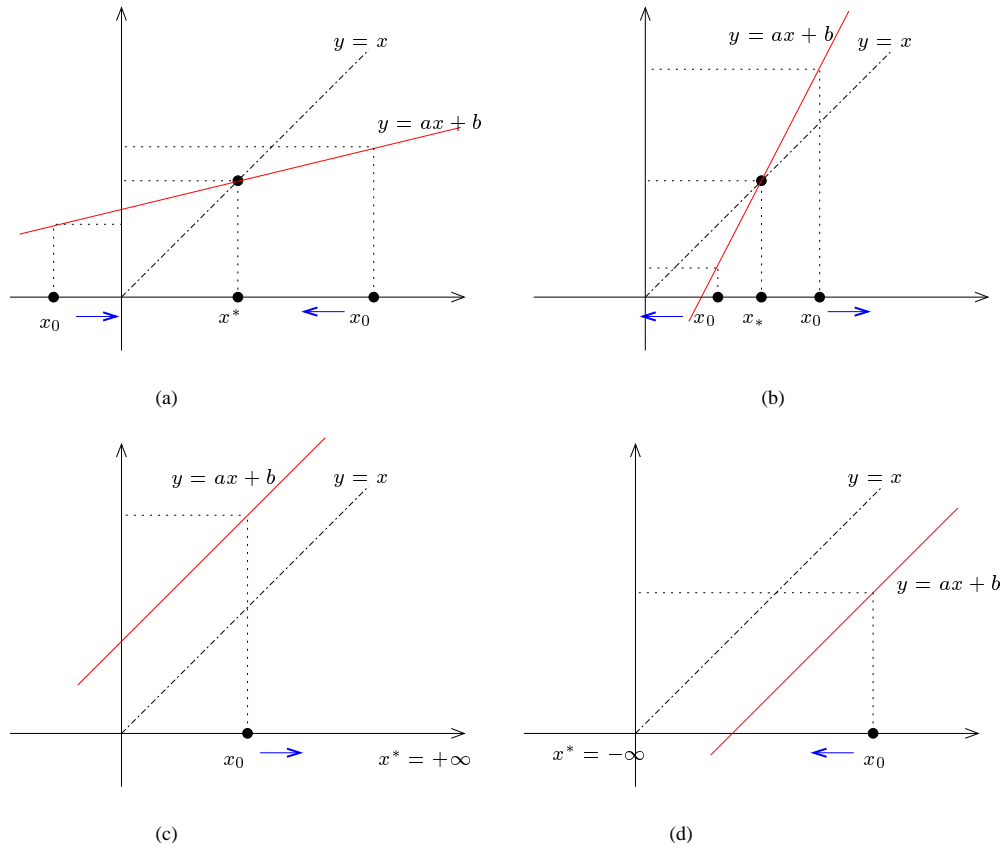 y = x
y = ax + b
x₀
x*
x₀
(a)
y = ax + b
y = x
x₀
x₎
x₀
(b)
y = ax + b
y = x
x₀
x* = +∞
(c)
y = x
y = ax + b
x* = −∞
x₀
(d)